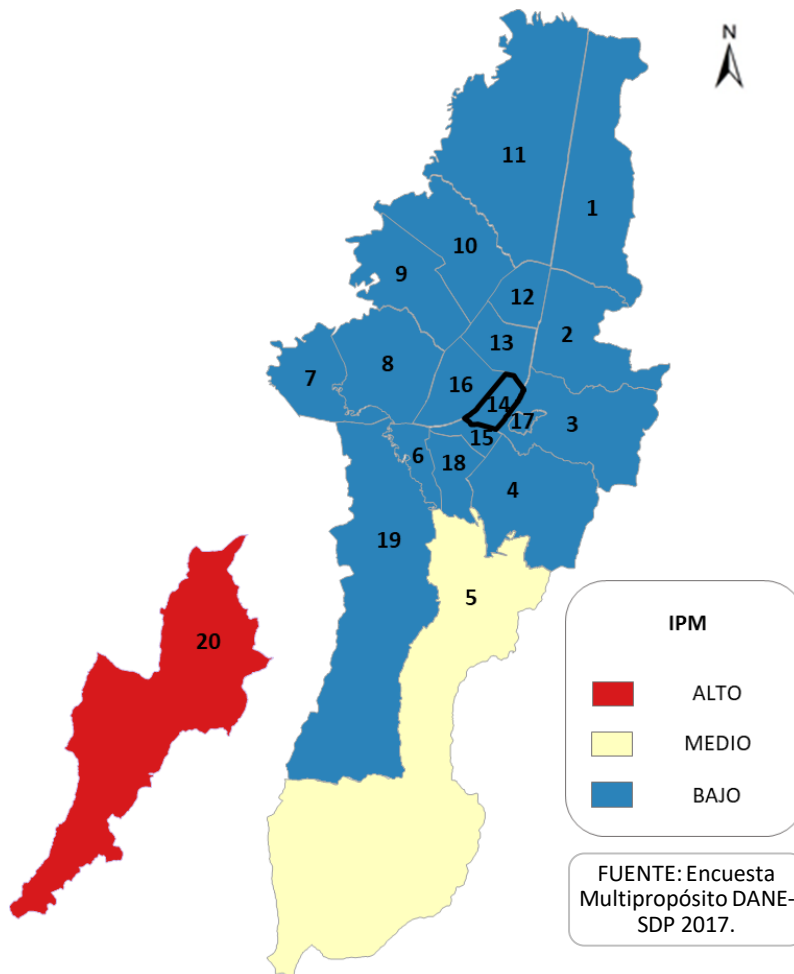 N
11
1
10
9
12
2
13
8
7
16
14
17
3
15
6
18
4
19
5
20
IPM
ALTO
MEDIO
BAJO
FUENTE: Encuesta
Multipropósito DANE-
SDP 2017.